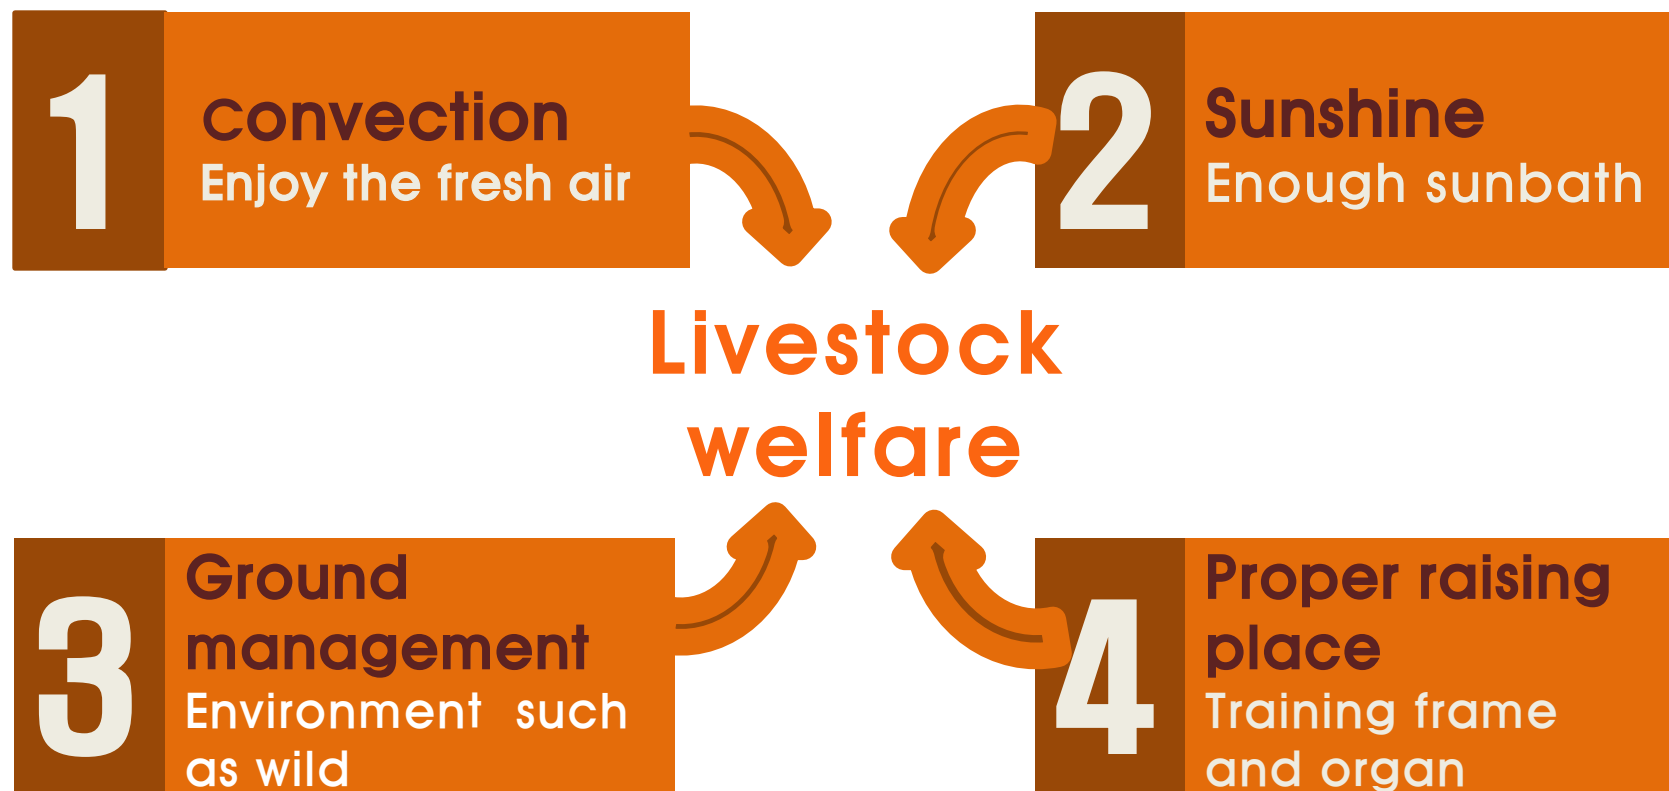 1
Convection
Enjoy the fresh air
2
Sunshine
Enough sunbath
Livestock
welfare
3
Ground
management
Environment such
as wild
4
Proper raising
place
Training frame
and organ